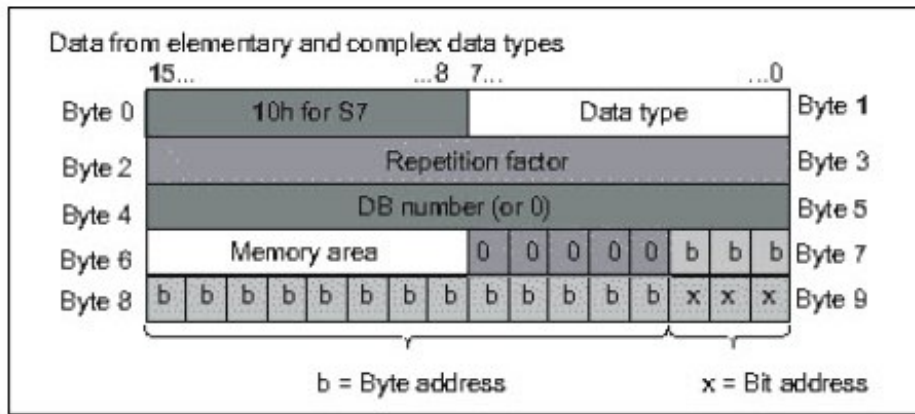 Data from elementary and complex data types
15... ...8 7... ...0
Byte 0 10h for S7 Data type Byte 1
Byte 2 Repetition factor Byte 3
Byte 4 DB number (or 0) Byte 5
Byte 6 Memory area 0 0 0 0 0 b b b Byte 7
Byte 8 b b b b b b b b b b b b b x x x Byte 9
b = Byte address x = Bit address